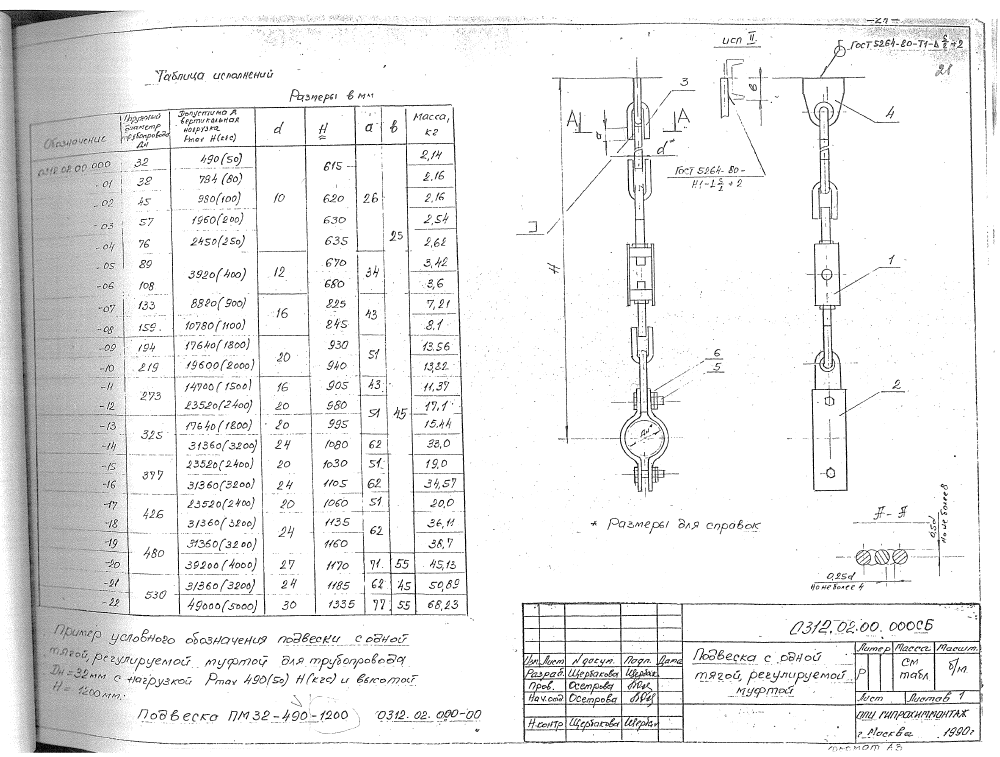 Таблица исполнений
Размеры в мм
Обозначение | Наружный диаметр трубопровода Дн | Допустимая вертикальная нагрузка Pmax Н(кгс) | d | H | a | в | Масса, кг
Л312.02.00.000 | 32 | 490(50) | 10 | 615 | 26 | 25 | 2,14
-01 | 38 | 784(80) | 2,16
-02 | 45 | 980(100) | 620 | 2,16
-03 | 57 | 1960(200) | 630 | 2,54
-04 | 76 | 2450(250) | 635 | 2,62
-05 | 89 | 3920(400) | 12 | 670 | 34 | 3,42
-06 | 108 | 680 | 3,6
-07 | 133 | 8820(900) | 16 | 825 | 43 | 7,21
-08 | 159 | 10780(1100) | 845 | 8,1
-09 | 194 | 17640(1800) | 20 | 930 | 51 | 45 | 13,56
-10 | 219 | 19600(2000) | 940 | 13,82
-11 | 273 | 14700(1500) | 16 | 905 | 43 | 11,37
-12 | 23520(2400) | 20 | 980 | 51 | 17,1
-13 | 325 | 17640(1800) | 20 | 995 | 15,44
-14 | 31360(3200) | 24 | 1080 | 62 | 33,0
-15 | 377 | 23520(2400) | 20 | 1030 | 51 | 19,0
-16 | 31360(3200) | 24 | 1105 | 62 | 34,57
-17 | 426 | 23520(2400) | 20 | 1060 | 51 | 20,0
-18 | 31360(3200) | 24 | 1135 | 62 | 36,11
-19 | 480 | 31360(3200) | 1160 | 38,7
-20 | 39200(4000) | 27 | 1170 | 71 | 55 | 45,13
-21 | 530 | 31360(3200) | 24 | 1185 | 62 | 45 | 50,89
-22 | 49000(5000) | 30 | 1335 | 77 | 55 | 68,23
Пример условного обозначения подвески с одной
тягой, регулируемой муфтой для трубопровода
Дн=32мм с нагрузкой Pmax 490(50) Н(кгс) и высотой
H = 1200мм:
Подвеска ПМ32-490-1200 Л312.02.000-00
-21-
21
исп II.
ГОСТ 5264-80-Т1-
3
в
4
А
А
d*
ГОСТ 5264-80-
Н1-
H
1
6
5
2
Дн*
* Размеры для справок
А-А
0,5d
Но не более 8
0,25d
Но не более 4
Л312.02.00.000СБ
Изм. Лист N докум. Подп. Дата
Разраб. Щербакова Щербак
Пров. Осетрова
Нач.отд Осетрова
Н.контр Щербакова Щербак
Подвеска с одной
тягой, регулируемой
муфтой
Литер Масса Масшт.
Р
см табл
б/м.
Лист Листов 1
ГИПРОХИММОНТАЖ
г. Москва 1990г
Формат А3